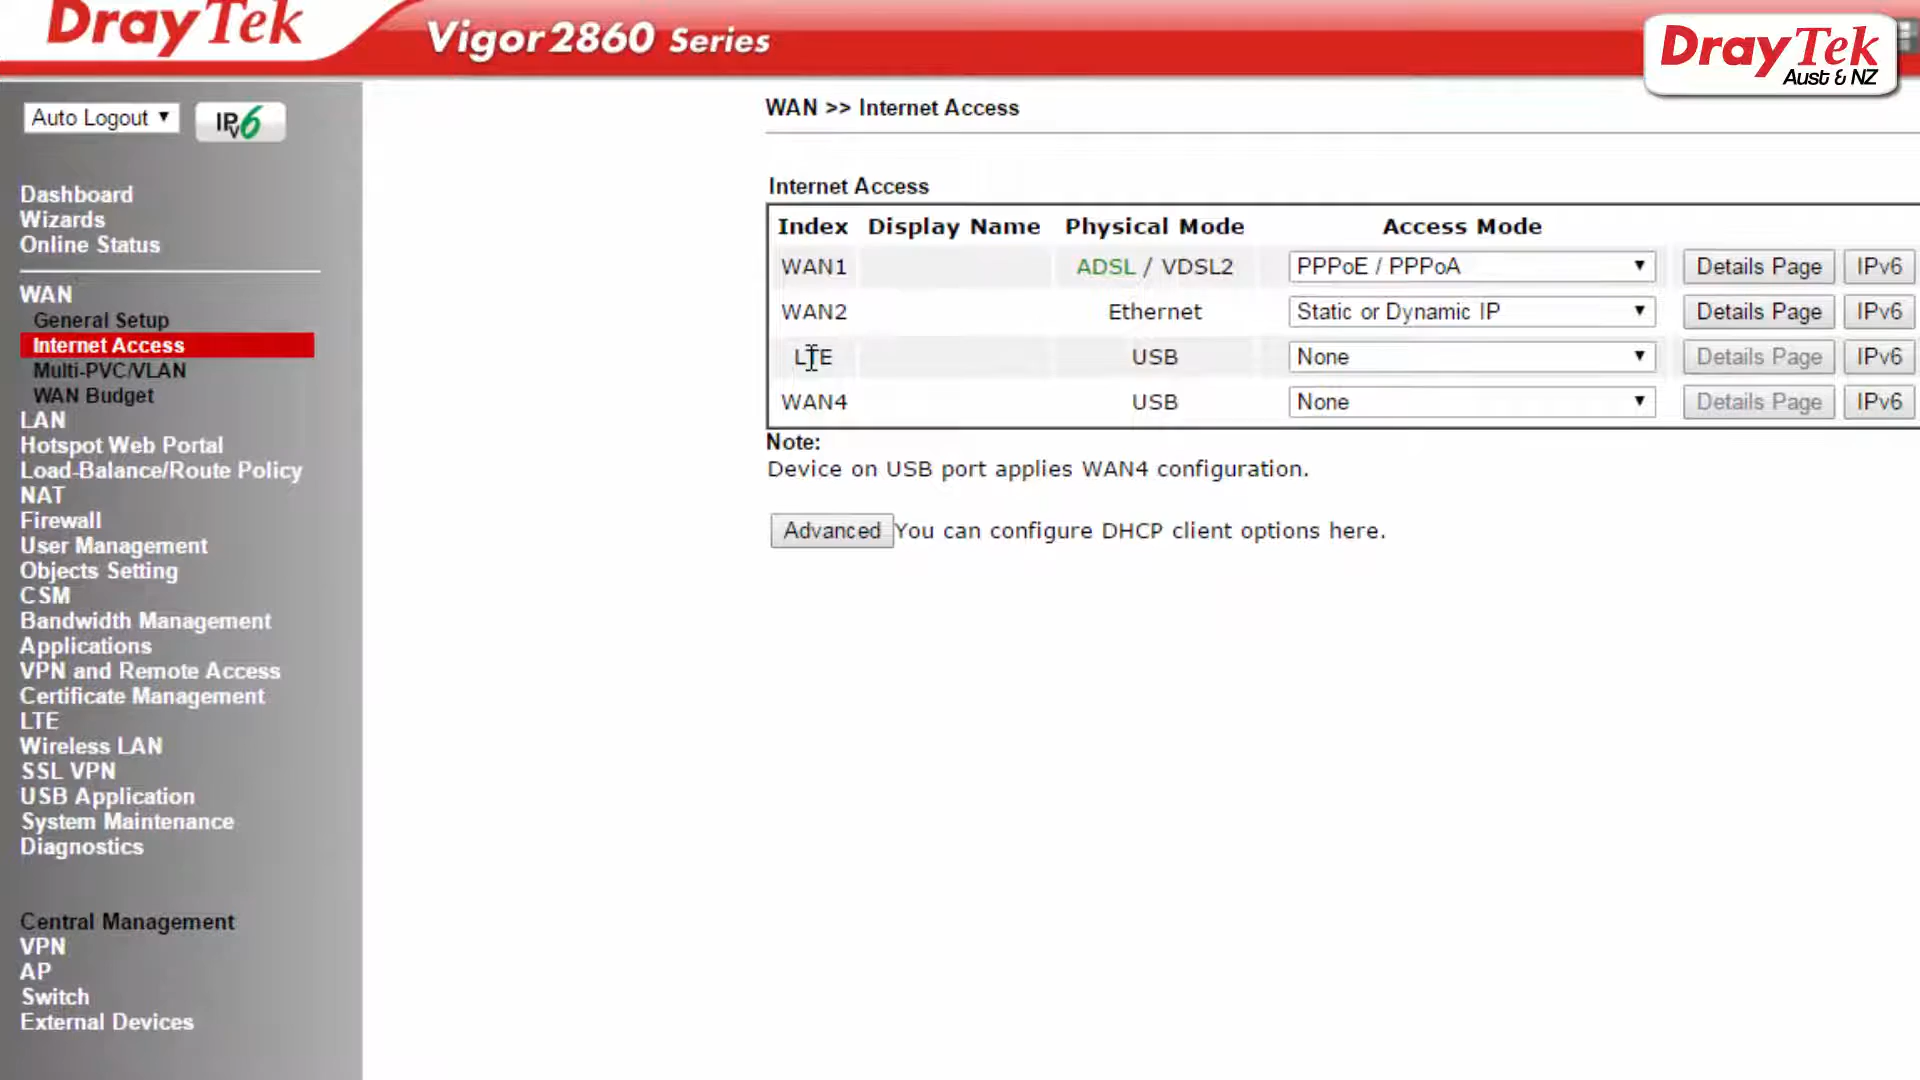 DrayTek
Vigor2860 Series
DrayTek
Aust & NZ
Auto Logout
IPv6
Dashboard
Wizards
Online Status
WAN
General Setup
Internet Access
Multi-PVC/VLAN
WAN Budget
LAN
Hotspot Web Portal
Load-Balance/Route Policy
NAT
Firewall
User Management
Objects Setting
CSM
Bandwidth Management
Applications
VPN and Remote Access
Certificate Management
LTE
Wireless LAN
SSL VPN
USB Application
System Maintenance
Diagnostics
Central Management
VPN
AP
Switch
External Devices
WAN >> Internet Access
Internet Access
Index Display Name Physical Mode Access Mode
WAN1 ADSL / VDSL2 PPPoE / PPPoA Details Page IPv6
WAN2 Ethernet Static or Dynamic IP Details Page IPv6
LTE USB None Details Page IPv6
WAN4 USB None Details Page IPv6
Note:
Device on USB port applies WAN4 configuration.
Advanced You can configure DHCP client options here.